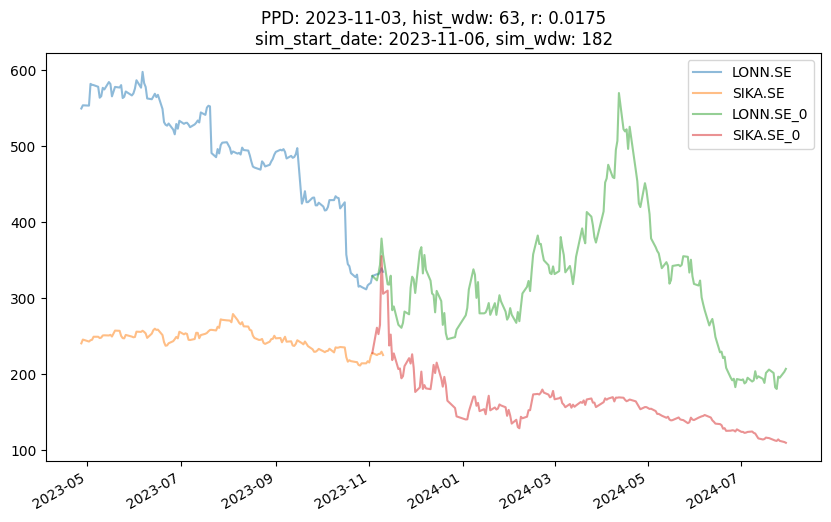 PPD: 2023-11-03, hist_wdw: 63, r: 0.0175
sim_start_date: 2023-11-06, sim_wdw: 182
LONN.SE
SIKA.SE
LONN.SE_0
SIKA.SE_0
600
500
400
300
200
100
2023-05
2023-07
2023-09
2023-11
2024-01
2024-03
2024-05
2024-07